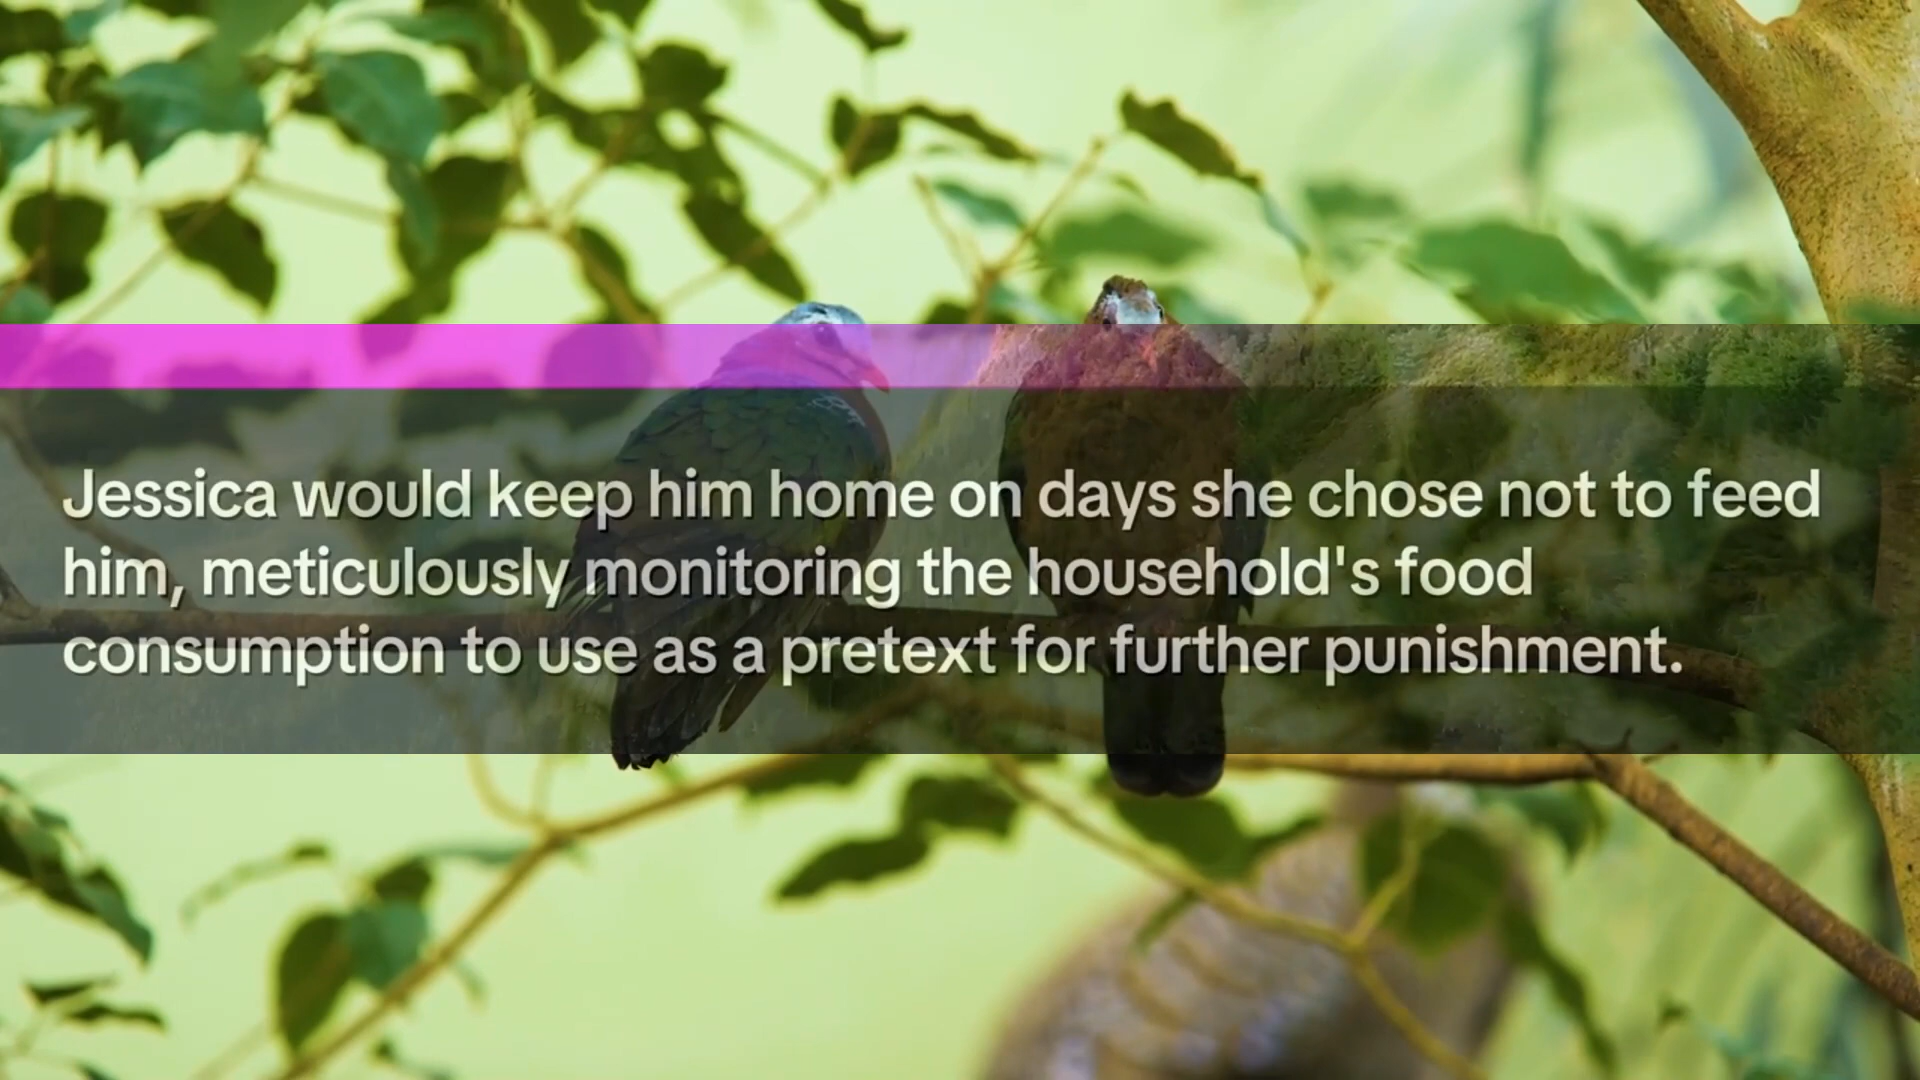 Jessica would keep him home on days she chose not to feed
him, meticulously monitoring the household's food
consumption to use as a pretext for further punishment.